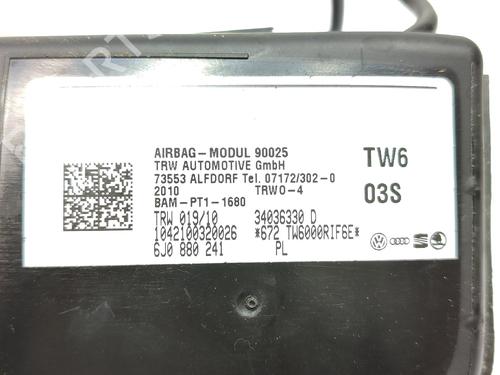 AIRBAG-MODUL 90025
TRW AUTOMOTIVE GmbH
73553 ALFDORF Tel. 07172/302-0
2010 TRWO-4
BAM-PT1-1680
TRW 019/10 34036330 D
1042100320026 *672 TW6000RIF6E*
6J0 880 241 PL
TW6
03S